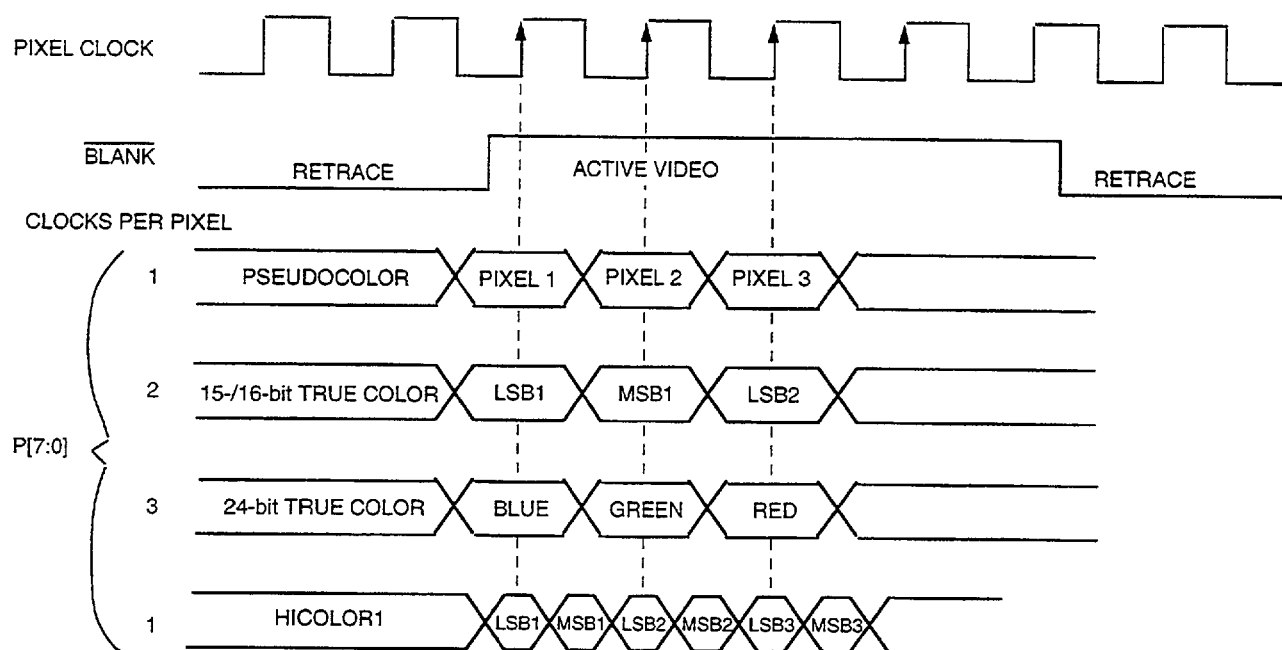 PIXEL CLOCK
BLANK
RETRACE
ACTIVE VIDEO
RETRACE
CLOCKS PER PIXEL
1 PSEUDOCOLOR PIXEL 1 PIXEL 2 PIXEL 3
2 15-/16-bit TRUE COLOR LSB1 MSB1 LSB2
P[7:0]
3 24-bit TRUE COLOR BLUE GREEN RED
1 HICOLOR1 LSB1 MSB1 LSB2 MSB2 LSB3 MSB3